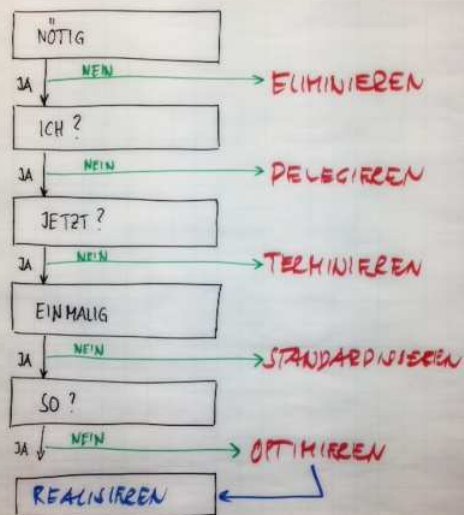 NÖTIG
JA NEIN ELIMINIEREN
ICH ?
JA NEIN DELEGIEREN
JETZT ?
JA NEIN TERMINIEREN
EINMALIG
JA NEIN STANDARDISIEREN
SO ?
JA NEIN OPTIMIEREN
REALISIEREN